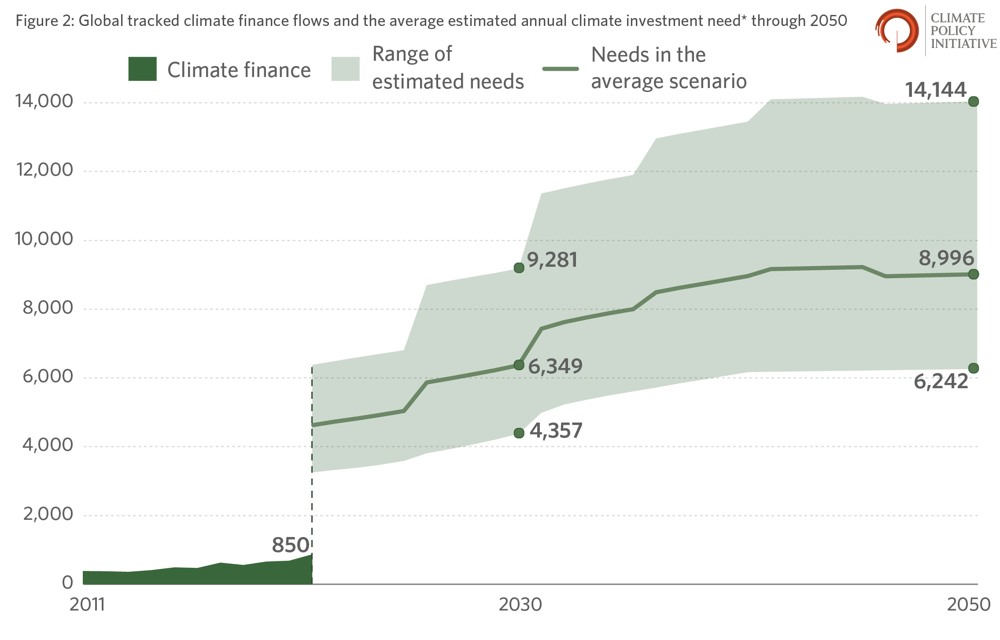 Figure 2: Global tracked climate finance flows and the average estimated annual climate investment need* through 2050
CLIMATE
POLICY
INITIATIVE
Climate finance
Range of
estimated needs
Needs in the
average scenario
14,000
12,000
10,000
8,000
6,000
4,000
2,000
0
14,144
9,281
8,996
6,349
6,242
4,357
850
2011
2030
2050